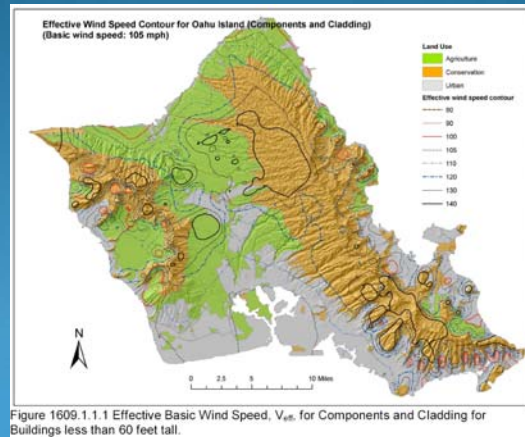 Effective Wind Speed Contour for Oahu Island (Components and Cladding)
(Basic wind speed: 105 mph)
Land Use
Agriculture
Conservation
Urban
Effective wind speed contour
80
90
100
105
110
120
130
140
N
0 2.5 5 10 Miles
Figure 1609.1.1.1 Effective Basic Wind Speed, Veff, for Components and Cladding for
Buildings less than 60 feet tall.